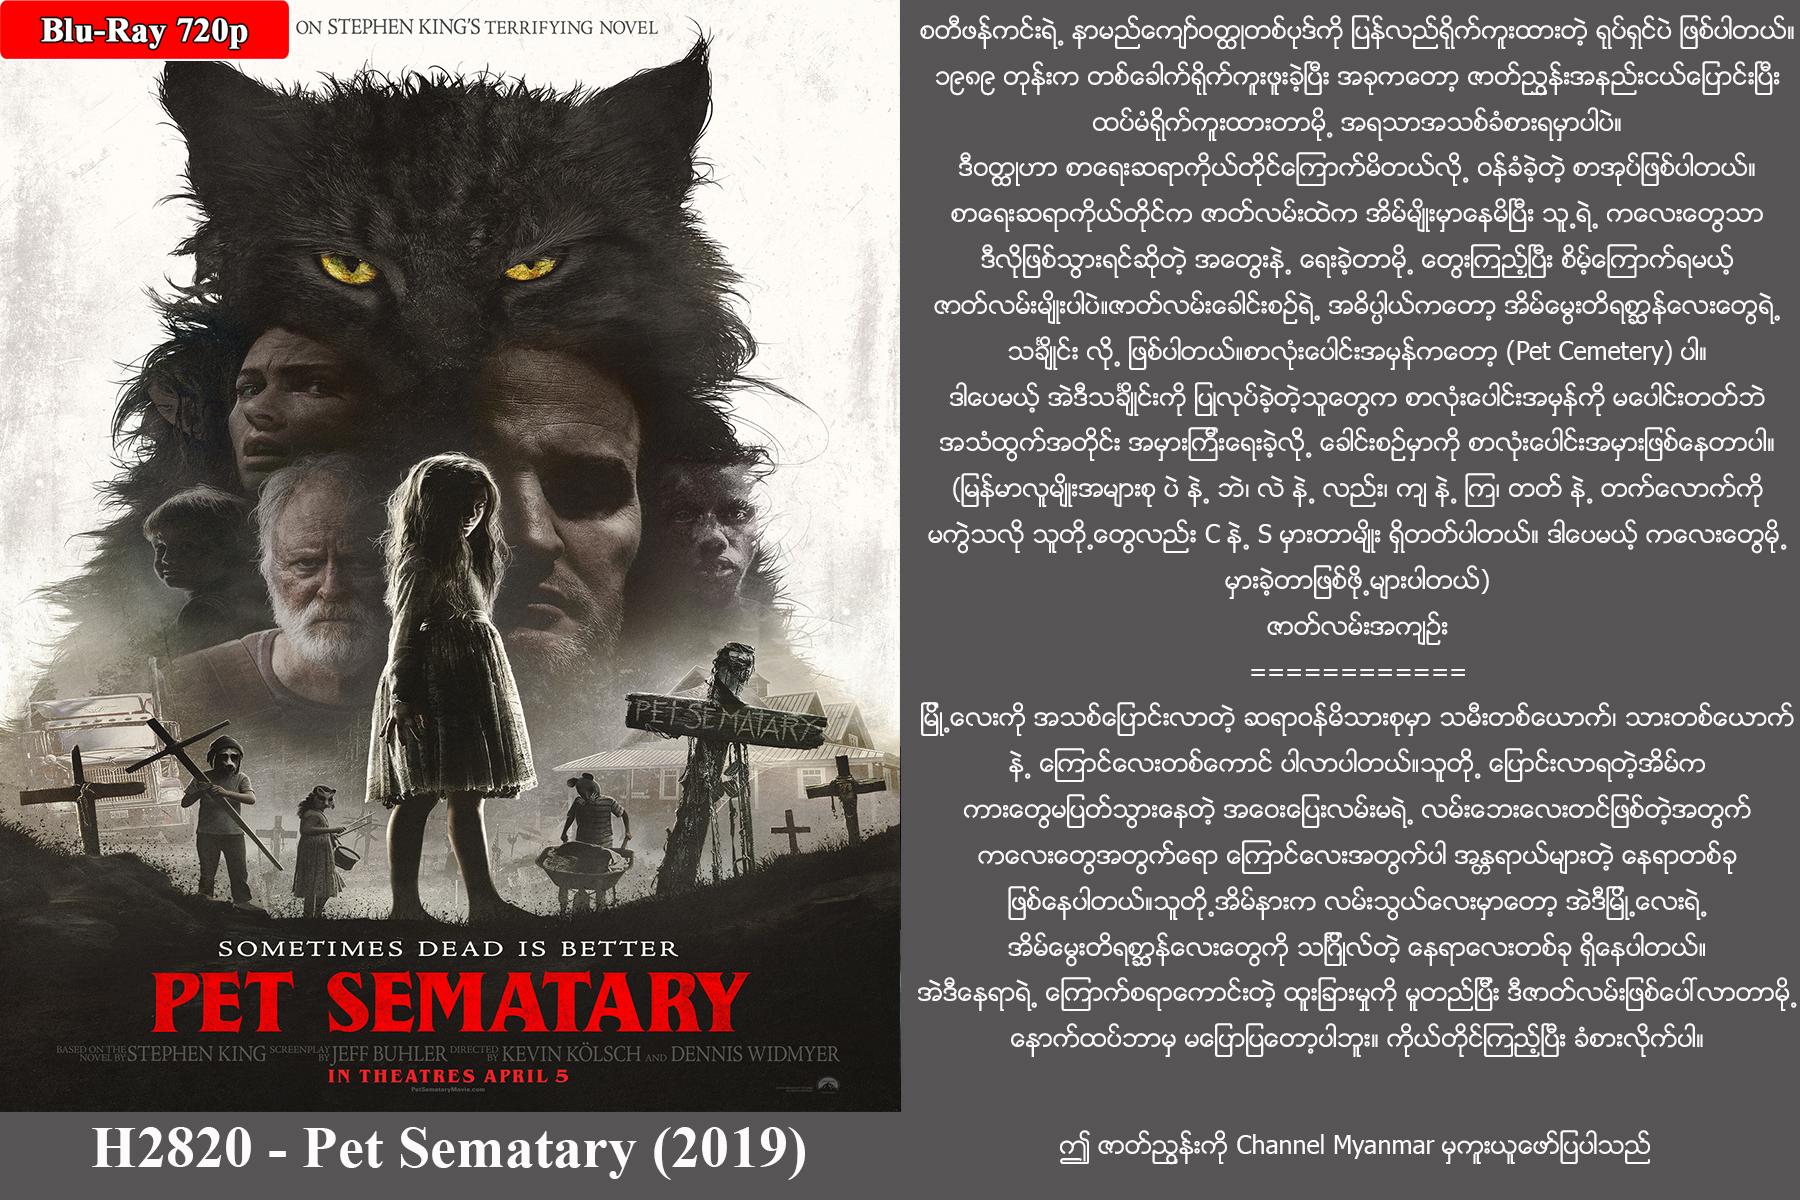 Blu-Ray 720p
ON STEPHEN KING'S TERRIFYING NOVEL
PET SEMATARY
SOMETIMES DEAD IS BETTER
PET SEMATARY
BASED ON THE NOVEL BY STEPHEN KING SCREENPLAY BY JEFF BUHLER DIRECTED BY KEVIN KÖLSCH AND DENNIS WIDMYER
IN THEATRES APRIL 5
PetSemataryMovie.com
H2820 - Pet Sematary (2019)
စတီဖန်ကင်းရဲ့ နာမည်ကျော်ဝတ္ထုတစ်ပုဒ်ကို ပြန်လည်ရိုက်ကူးထားတဲ့ ရုပ်ရှင်ပဲ ဖြစ်ပါတယ်။
၁၉၈၉ တုန်းက တစ်ခေါက်ရိုက်ကူးဖူးခဲ့ပြီး အခုကတော့ ဇာတ်ညွှန်းအနည်းငယ်ပြောင်းပြီး
ထပ်မံရိုက်ကူးထားတာမို့ အရသာအသစ်ခံစားရမှာပါပဲ။
ဒီဝတ္ထုဟာ စာရေးဆရာကိုယ်တိုင်ကြောက်မိတယ်လို့ ဝန်ခံခဲ့တဲ့ စာအုပ်ဖြစ်ပါတယ်။
စာရေးဆရာကိုယ်တိုင်က ဇာတ်လမ်းထဲက အိမ်မျိုးမှာနေမိပြီး သူ့ရဲ့ ကလေးတွေသာ
ဒီလိုဖြစ်သွားရင်ဆိုတဲ့ အတွေးနဲ့ ရေးခဲ့တာမို့ တွေးကြည့်ပြီး စိမ့်ကြောက်ရမယ့်
ဇာတ်လမ်းမျိုးပါပဲ။ဇာတ်လမ်းခေါင်းစဉ်ရဲ့ အဓိပ္ပါယ်ကတော့ အိမ်မွေးတိရစ္ဆာန်လေးတွေရဲ့
သင်္ချိုင်း လို့ ဖြစ်ပါတယ်။စာလုံးပေါင်းအမှန်ကတော့ (Pet Cemetery) ပါ။
ဒါပေမယ့် အဲဒီသင်္ချိုင်းကို ပြုလုပ်ခဲ့တဲ့သူတွေက စာလုံးပေါင်းအမှန်ကို မပေါင်းတတ်ဘဲ
အသံထွက်အတိုင်း အမှားကြီးရေးခဲ့လို့ ခေါင်းစဉ်မှာကို စာလုံးပေါင်းအမှားဖြစ်နေတာပါ။
(မြန်မာလူမျိုးအများစု ပဲ နဲ့ ဘဲ၊ လဲ နဲ့ လည်း၊ ကျ နဲ့ ကြ၊ တတ် နဲ့ တက်လောက်ကို
မကွဲသလို သူတို့တွေလည်း C နဲ့ S မှားတာမျိုး ရှိတတ်ပါတယ်။ ဒါပေမယ့် ကလေးတွေမို့
မှားခဲ့တာဖြစ်ဖို့များပါတယ်)
ဇာတ်လမ်းအကျဉ်း
============
မြို့လေးကို အသစ်ပြောင်းလာတဲ့ ဆရာဝန်မိသားစုမှာ သမီးတစ်ယောက်၊ သားတစ်ယောက်
နဲ့ ကြောင်လေးတစ်ကောင် ပါလာပါတယ်။သူတို့ ပြောင်းလာရတဲ့အိမ်က
ကားတွေမပြတ်သွားနေတဲ့ အဝေးပြေးလမ်းမရဲ့ လမ်းဘေးလေးတင်ဖြစ်တဲ့အတွက်
ကလေးတွေအတွက်ရော ကြောင်လေးအတွက်ပါ အန္တရာယ်များတဲ့ နေရာတစ်ခု
ဖြစ်နေပါတယ်။သူတို့အိမ်နားက လမ်းသွယ်လေးမှာတော့ အဲဒီမြို့လေးရဲ့
အိမ်မွေးတိရစ္ဆာန်လေးတွေကို သင်္ဂြိုလ်တဲ့ နေရာလေးတစ်ခု ရှိနေပါတယ်။
အဲဒီနေရာရဲ့ ကြောက်စရာကောင်းတဲ့ ထူးခြားမှုကို မူတည်ပြီး ဒီဇာတ်လမ်းဖြစ်ပေါ်လာတာမို့
နောက်ထပ်ဘာမှ မပြောပြတော့ပါဘူး။ ကိုယ်တိုင်ကြည့်ပြီး ခံစားလိုက်ပါ။
ဤ ဇာတ်ညွှန်းကို Channel Myanmar မှကူးယူဖော်ပြပါသည်